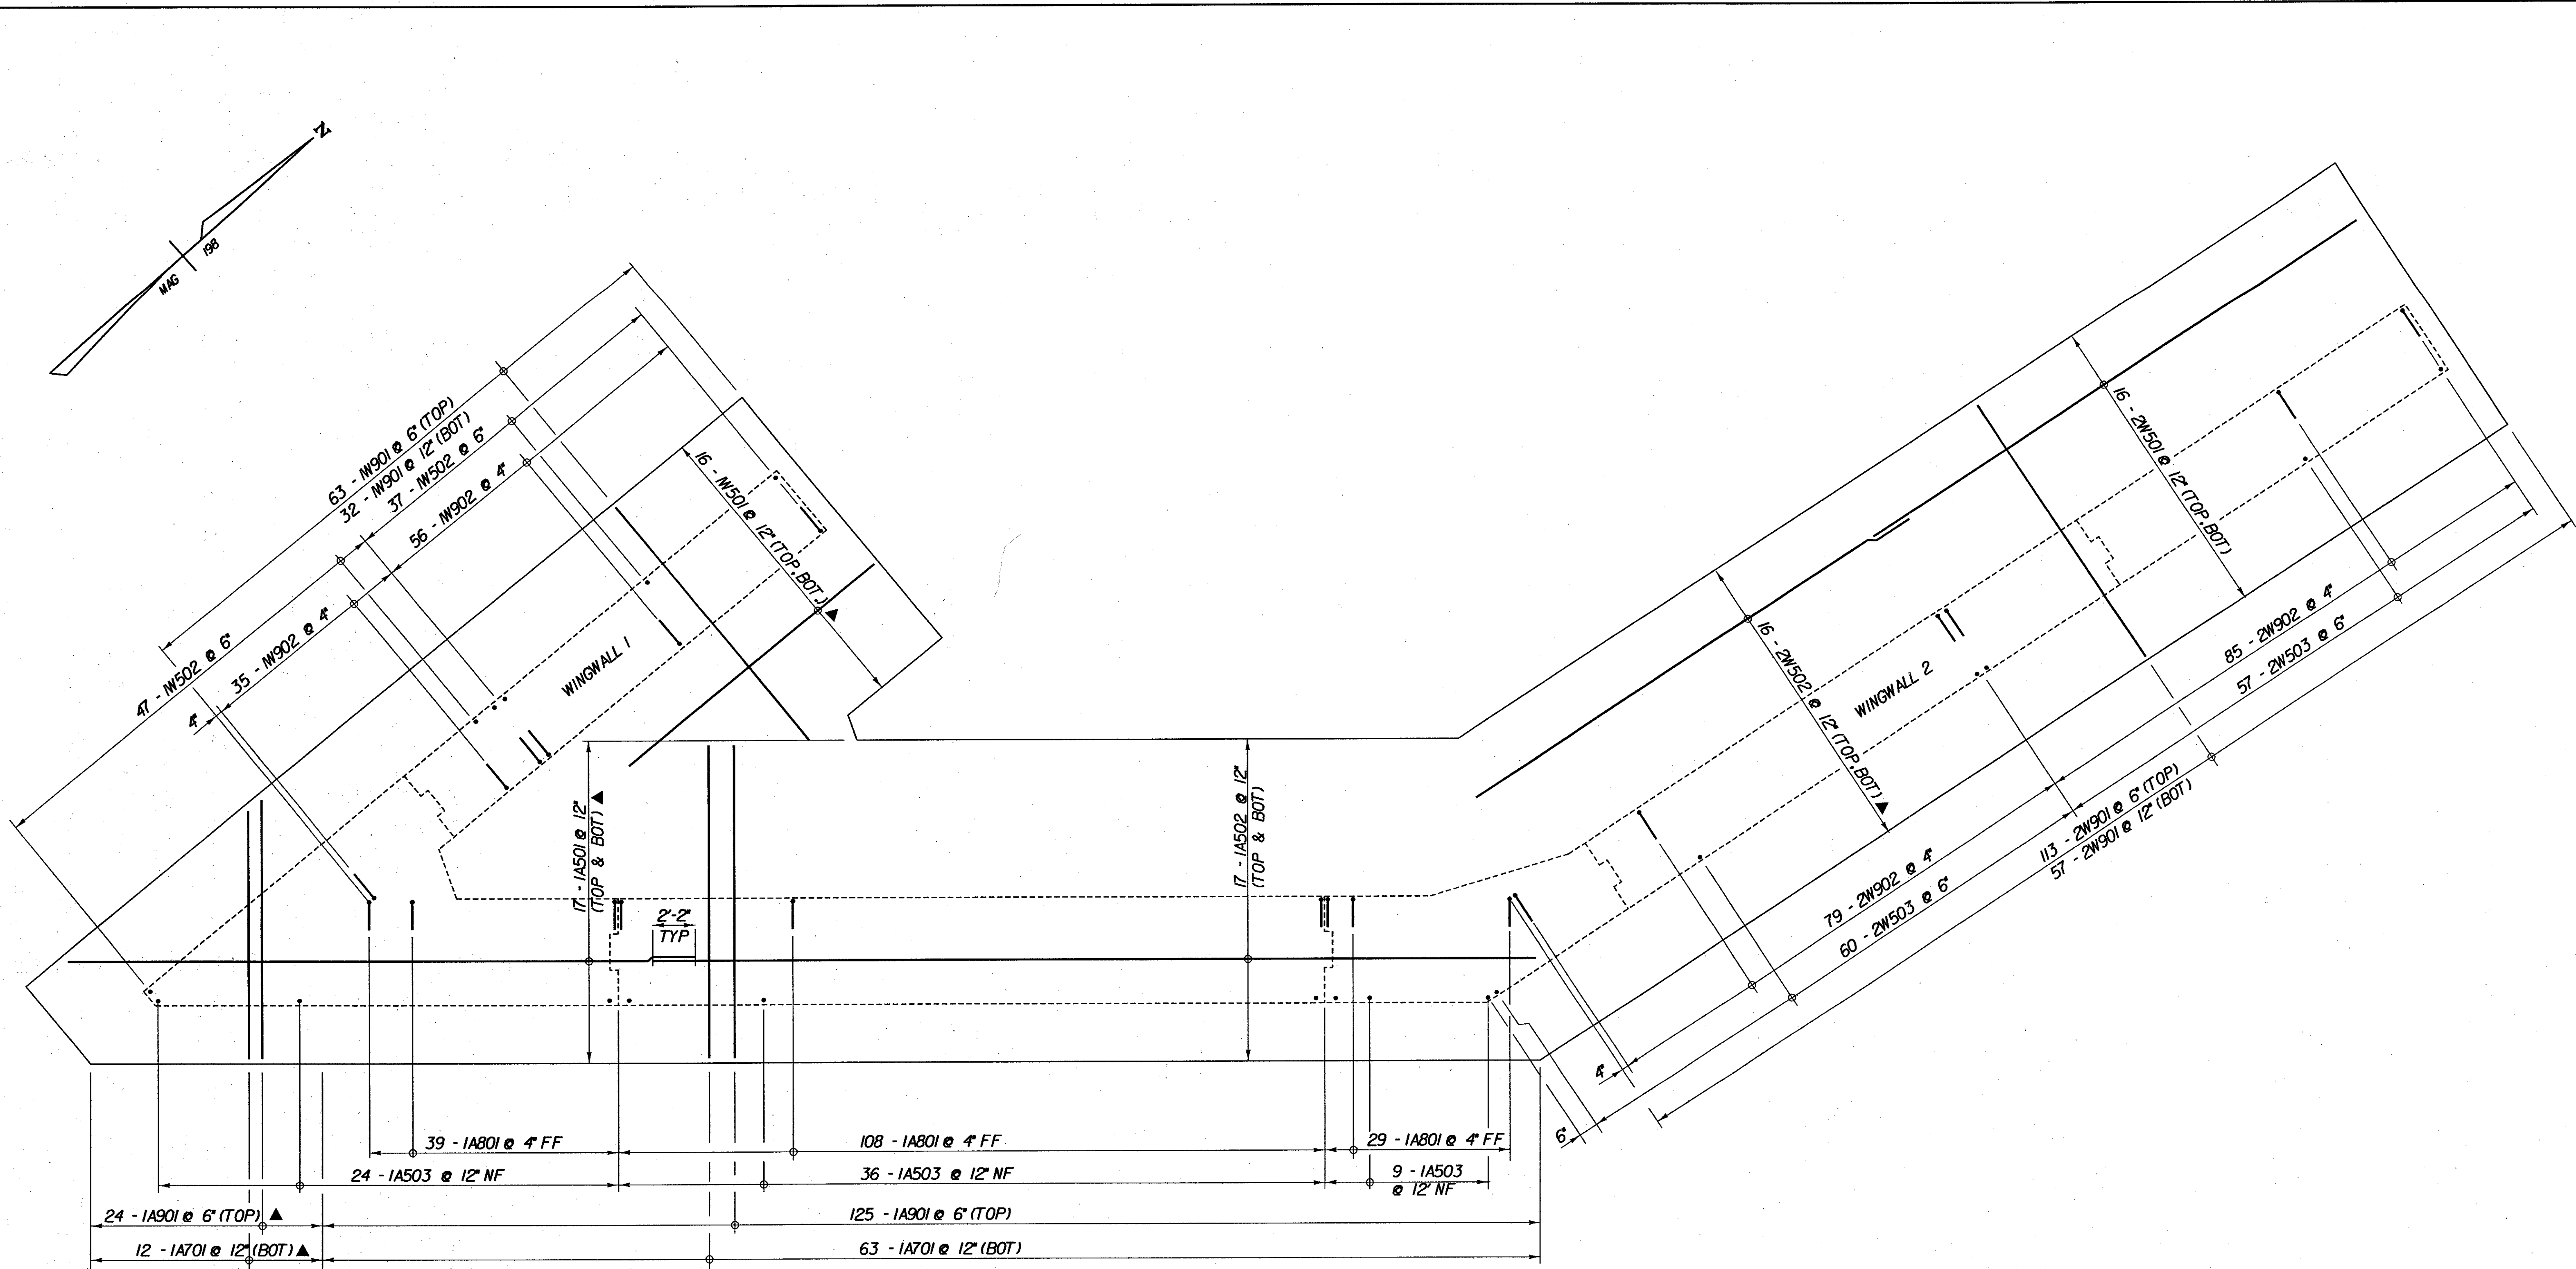 N
MAG
198
63 - 1W901 @ 6" (TOP)
32 - 1W901 @ 12" (BOT)
37 - 1W502 @ 6"
56 - 1W902 @ 4"
47 - 1W502 @ 6"
35 - 1W902 @ 4"
4"
16 - 1W501 @ 12" (TOP, BOT) ▲
WINGWALL 1
17 - 1A501 @ 12"
(TOP & BOT) ▲
2'-2"
TYP
17 - 1A502 @ 12"
(TOP & BOT)
16 - 2W501 @ 12" (TOP, BOT)
16 - 2W502 @ 12" (TOP, BOT) ▲
WINGWALL 2
85 - 2W902 @ 4"
57 - 2W503 @ 6"
79 - 2W902 @ 4"
60 - 2W503 @ 6"
113 - 2W901 @ 6" (TOP)
57 - 2W901 @ 12" (BOT)
4"
6"
39 - 1A801 @ 4" FF
108 - 1A801 @ 4" FF
29 - 1A801 @ 4" FF
24 - 1A503 @ 12" NF
36 - 1A503 @ 12" NF
9 - 1A503
@ 12" NF
24 - 1A901 @ 6" (TOP) ▲
125 - 1A901 @ 6" (TOP)
12 - 1A701 @ 12" (BOT) ▲
63 - 1A701 @ 12" (BOT)